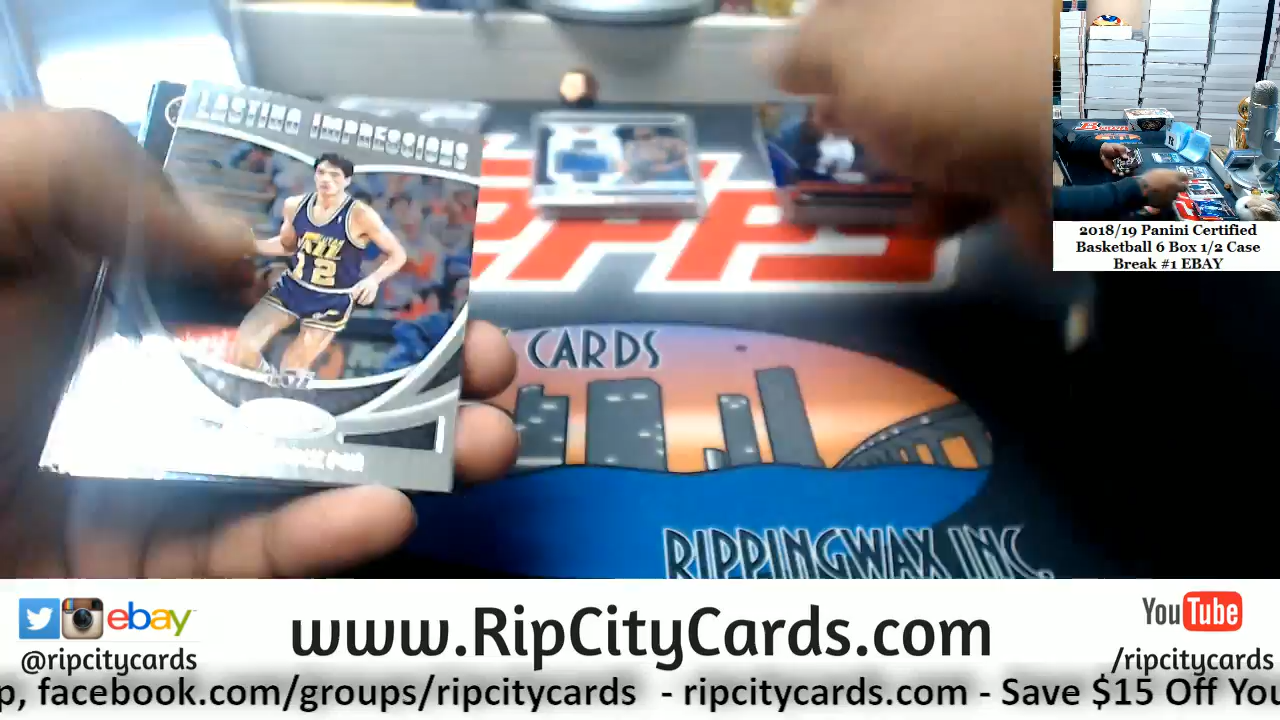 LASTING IMPRESSIONS
JAZZ
12
CARDS
RIPPINGWAX INC.
2018/19 Panini Certified
Basketball 6 Box 1/2 Case
Break #1 EBAY
ebay
@ripcitycards
www.RipCityCards.com
YouTube
/ripcitycards
p, facebook.com/groups/ripcitycards - ripcitycards.com - Save $15 Off You